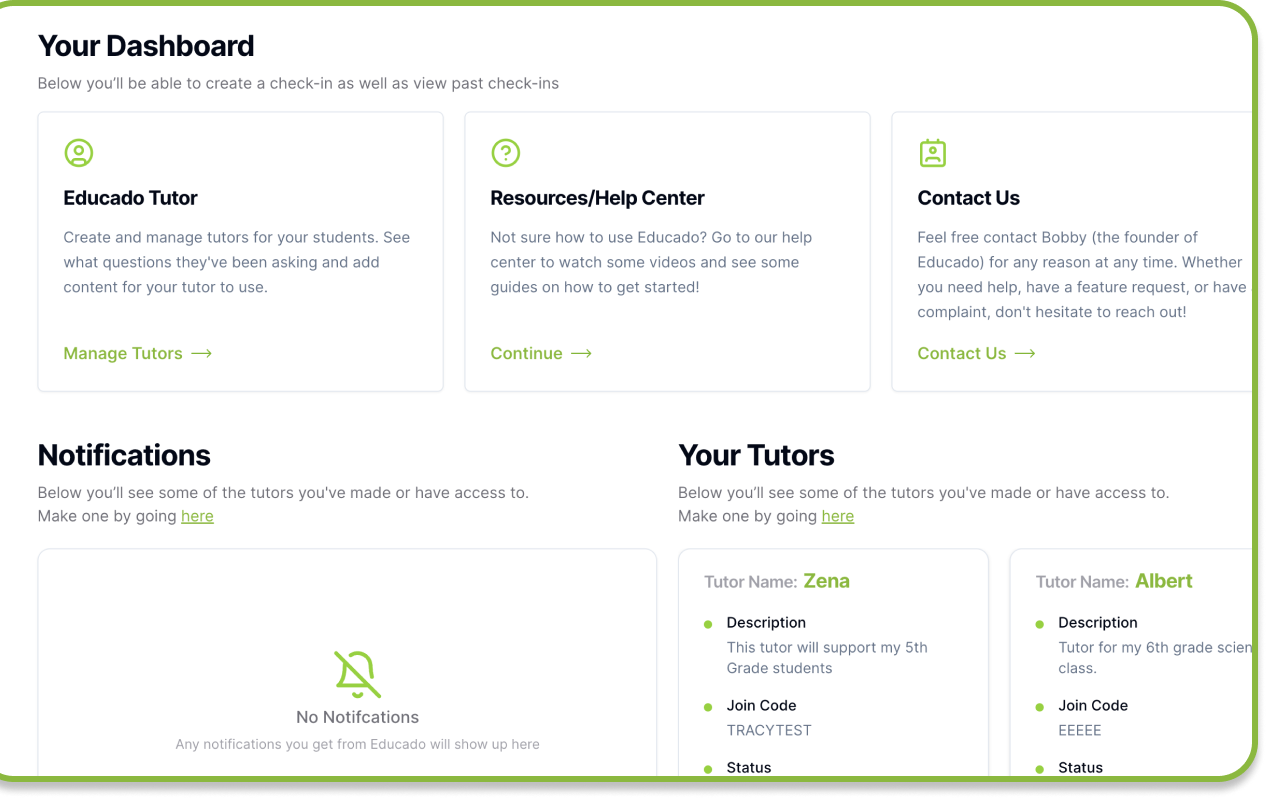 Your Dashboard
Below you'll be able to create a check-in as well as view past check-ins
Educado Tutor
Create and manage tutors for your students. See
what questions they've been asking and add
content for your tutor to use.
Manage Tutors
Resources/Help Center
Not sure how to use Educado? Go to our help
center to watch some videos and see some
guides on how to get started!
Continue
Contact Us
Feel free contact Bobby (the founder of
Educado) for any reason at any time. Whether
you need help, have a feature request, or have
complaint, don't hesitate to reach out!
Contact Us
Notifications
Below you'll see some of the tutors you've made or have access to.
Make one by going here
No Notifcations
Any notifications you get from Educado will show up here
Your Tutors
Below you'll see some of the tutors you've made or have access to.
Make one by going here
Tutor Name: Zena
Description
This tutor will support my 5th
Grade students
Join Code
TRACYTEST
Status
Tutor Name: Albert
Description
Tutor for my 6th grade scien
class.
Join Code
EEEEE
Status